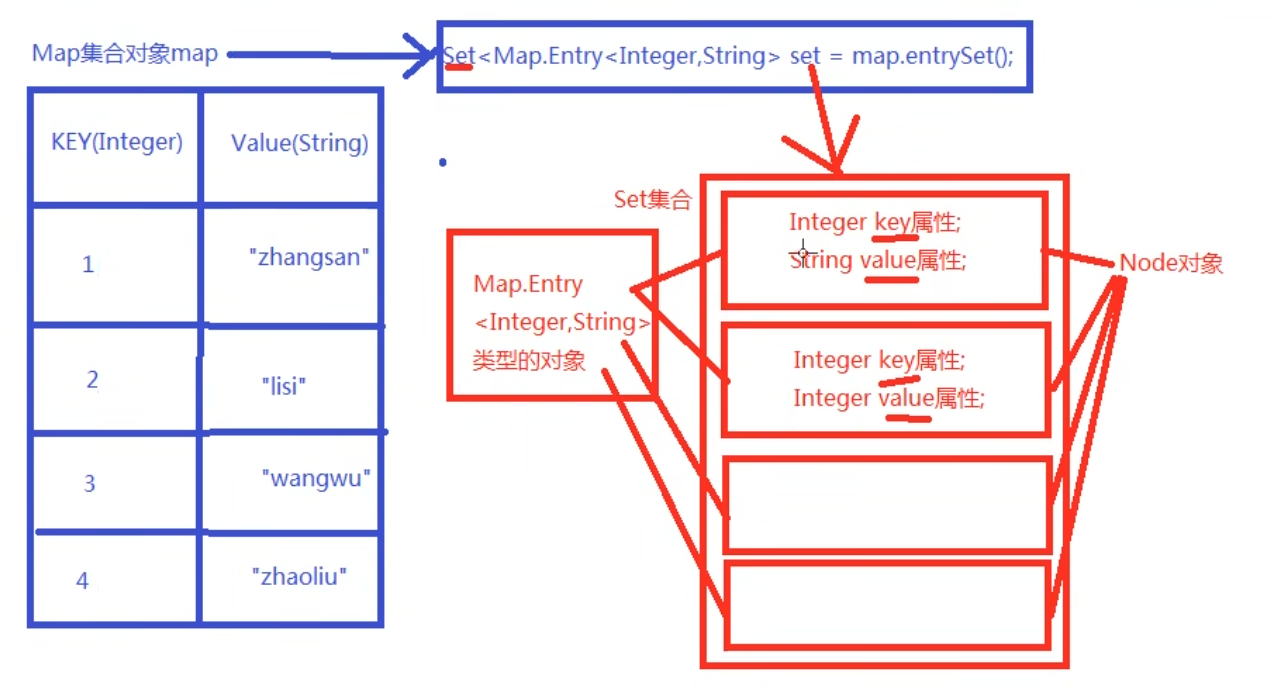 Map集合对象map
Set<Map.Entry<Integer,String> set = map.entrySet();
KEY(Integer) Value(String)
1 "zhangsan"
2 "lisi"
3 "wangwu"
4 "zhaoliu"
Set集合
Map.Entry
<Integer,String>
类型的对象
Integer key属性;
String value属性;
Integer key属性;
Integer value属性;
Node对象